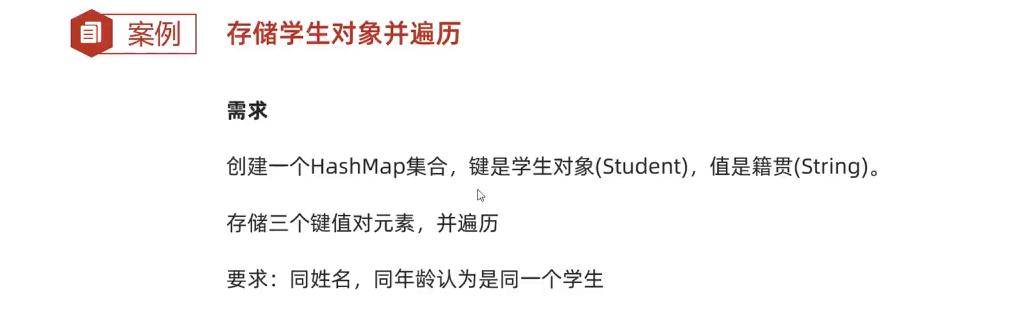 案例
存储学生对象并遍历
需求
创建一个HashMap集合，键是学生对象(Student)，值是籍贯(String)。
存储三个键值对元素，并遍历
要求：同姓名，同年龄认为是同一个学生